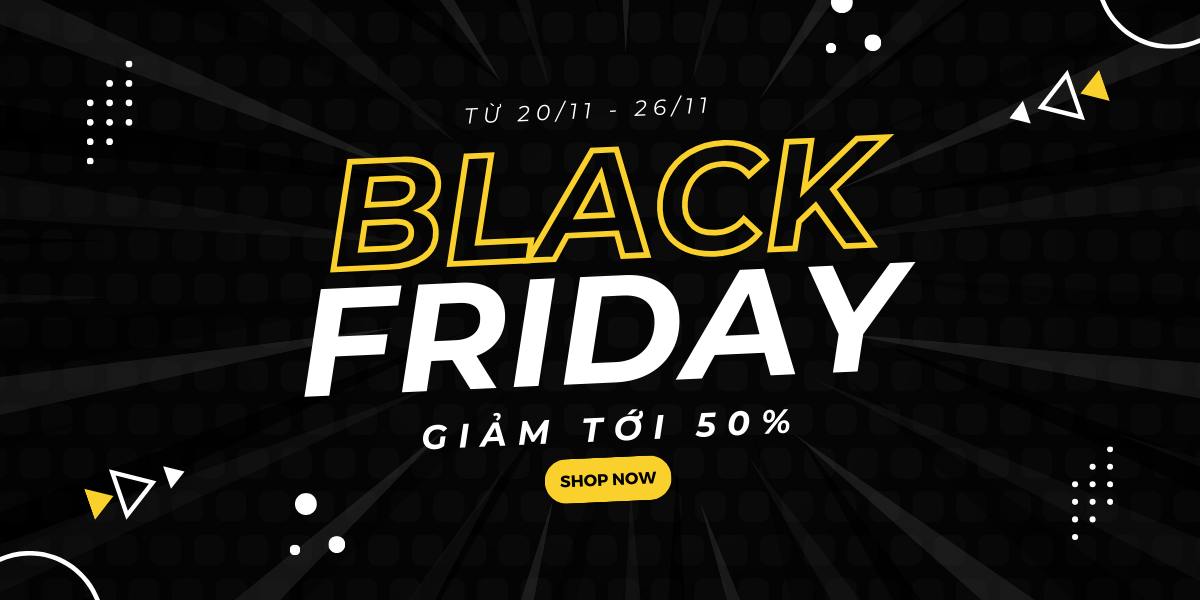 TỪ 20/11 - 26/11
BLACK
FRIDAY
GIẢM TỚI 50%
SHOP NOW